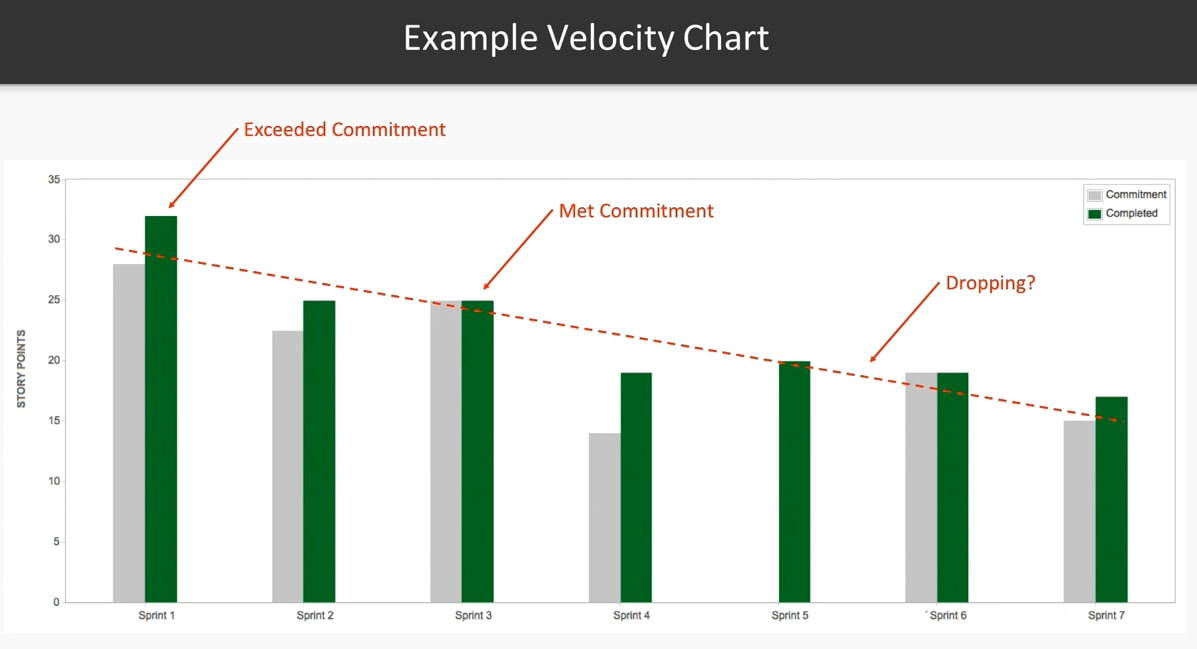 Example Velocity Chart
Exceeded Commitment
Met Commitment
Dropping?
Commitment
Completed
STORY POINTS
35
30
25
20
15
10
5
0
Sprint 1
Sprint 2
Sprint 3
Sprint 4
Sprint 5
Sprint 6
Sprint 7